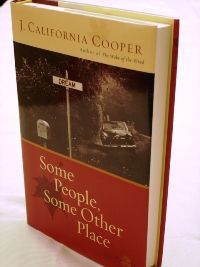 J. CALIFORNIA COOPER
Author of The Wake of the Wind
DREAM
Some
People,
Some Other
Place